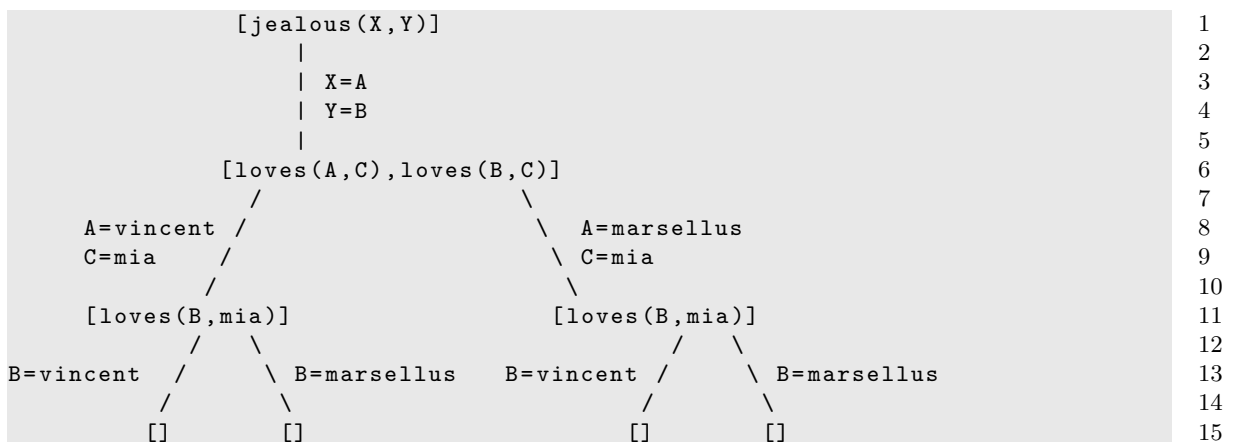 [jealous(X,Y)] 1
| 2
| X=A 3
| Y=B 4
| 5
[loves(A,C),loves(B,C)] 6
/ \ 7
A=vincent / \ A=marsellus 8
C=mia / \ C=mia 9
/ \ 10
[loves(B,mia)] [loves(B,mia)] 11
/ \ / \ 12
B=vincent / \ B=marsellus B=vincent / \ B=marsellus 13
/ \ / \ 14
[] [] [] [] 15